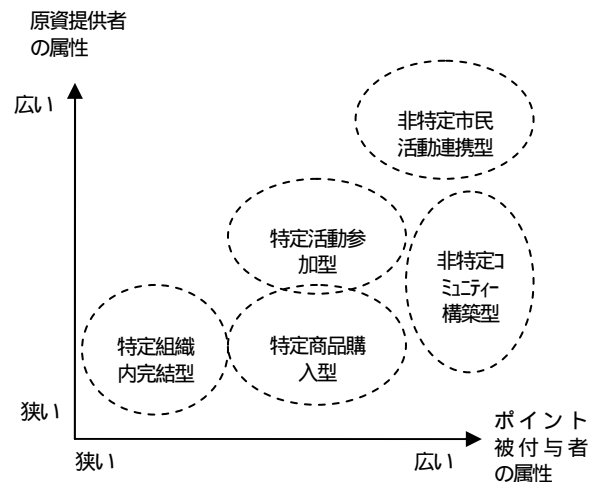 原資提供者
の属性
広い
非特定市民
活動連携型
特定活動参
加型
非特定コ
ミュニティー
構築型
特定組織
内完結型
特定商品購
入型
狭い
狭い
広い
ポイント
被付与者
の属性